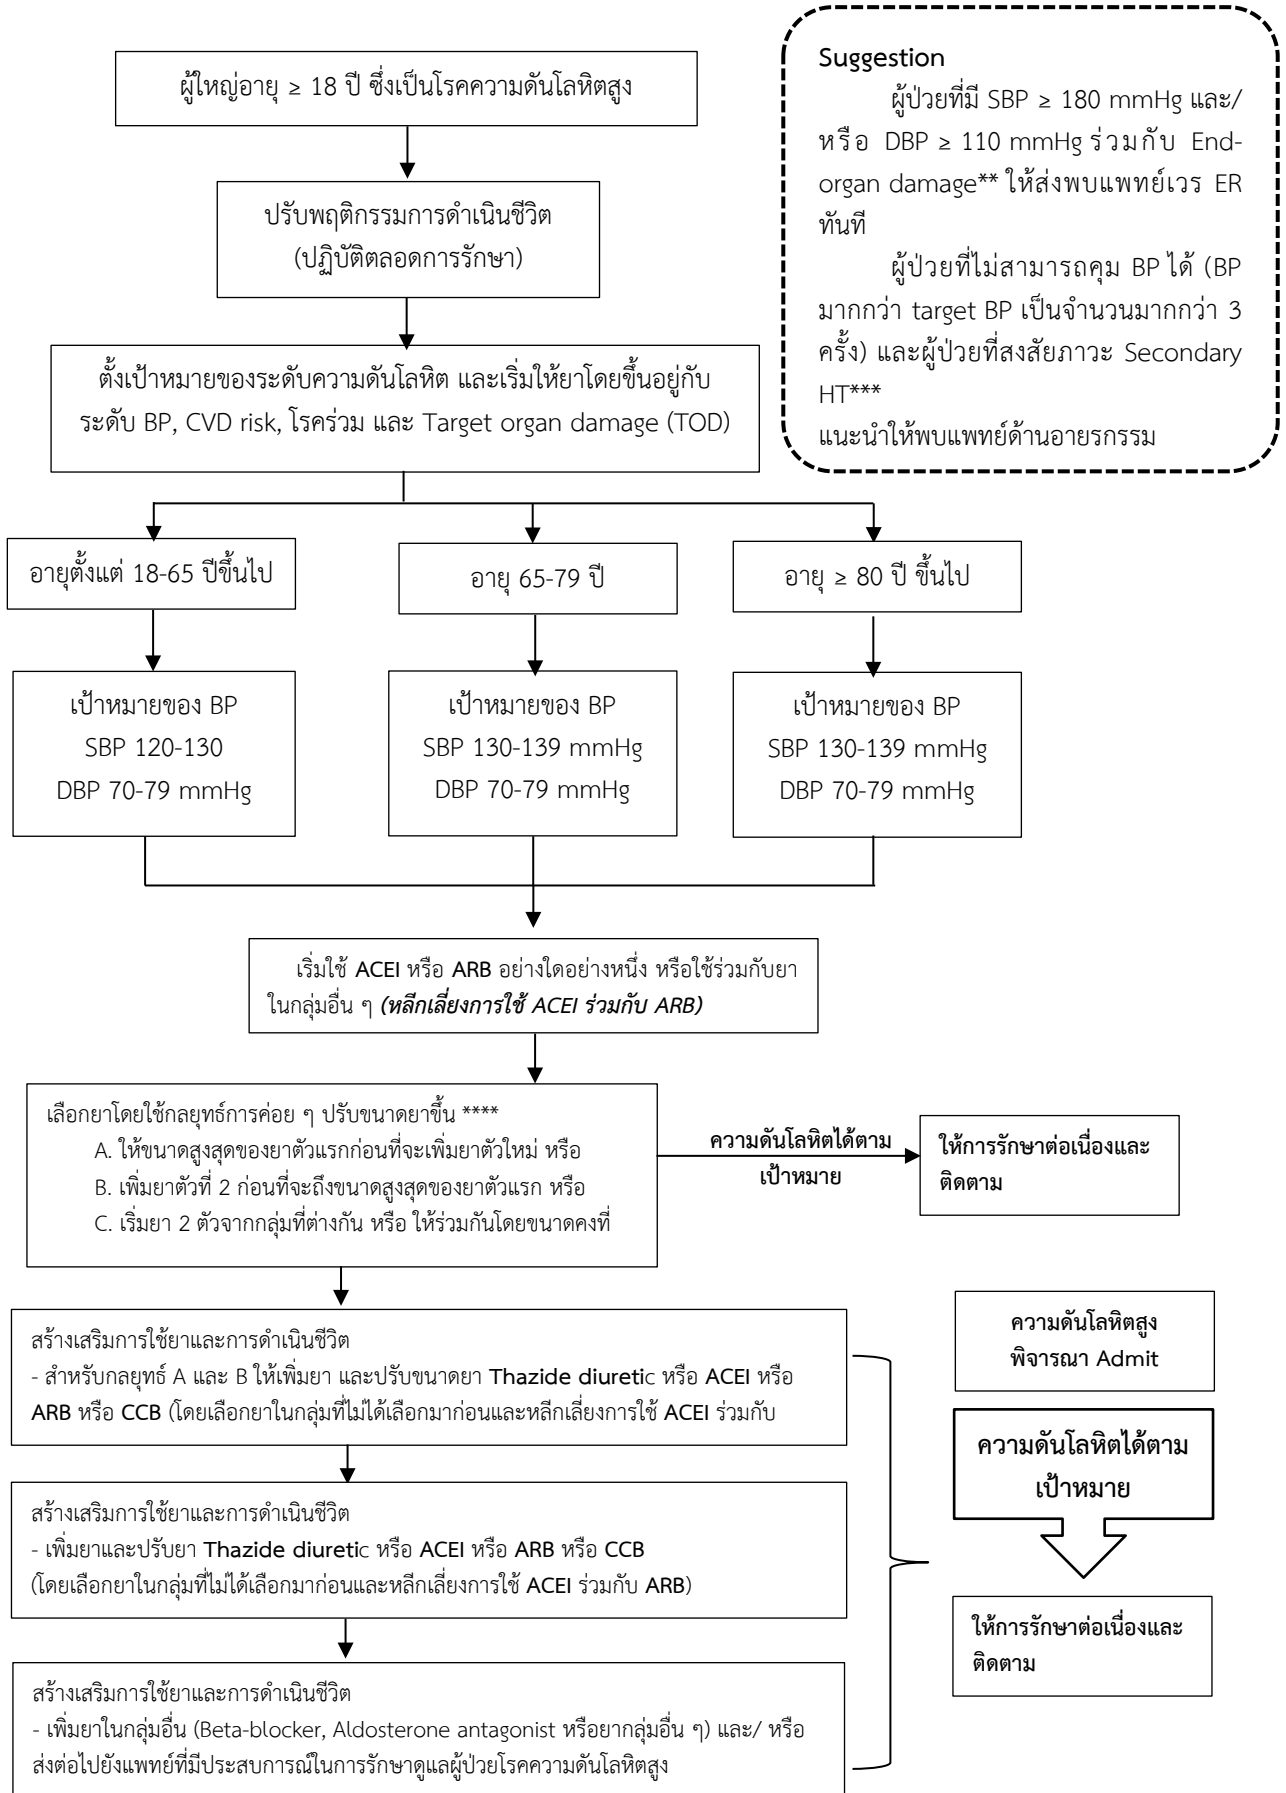 ผู้ใหญ่อายุ ≥ 18 ปี ซึ่งเป็นโรคความดันโลหิตสูง
Suggestion
ผู้ป่วยที่มี SBP ≥ 180 mmHg และ/
หรือ DBP ≥ 110 mmHg ร่วมกับ End-
organ damage** ให้ส่งพบแพทย์เวร ER
ทันที
ผู้ป่วยที่ไม่สามารถคุม BP ได้ (BP
มากกว่า target BP เป็นจำนวนมากกว่า 3
ครั้ง) และผู้ป่วยที่สงสัยภาวะ Secondary
HT***
แนะนำให้พบแพทย์ด้านอายรกรรม
ปรับพฤติกรรมการดำเนินชีวิต
(ปฏิบัติตลอดการรักษา)
ตั้งเป้าหมายของระดับความดันโลหิต และเริ่มให้ยาโดยขึ้นอยู่กับ
ระดับ BP, CVD risk, โรคร่วม และ Target organ damage (TOD)
อายุตั้งแต่ 18-65 ปีขึ้นไป
อายุ 65-79 ปี
อายุ ≥ 80 ปี ขึ้นไป
เป้าหมายของ BP
SBP 120-130
DBP 70-79 mmHg
เป้าหมายของ BP
SBP 130-139 mmHg
DBP 70-79 mmHg
เป้าหมายของ BP
SBP 130-139 mmHg
DBP 70-79 mmHg
เริ่มใช้ ACEI หรือ ARB อย่างใดอย่างหนึ่ง หรือใช้ร่วมกับยา
ในกลุ่มอื่น ๆ (หลีกเลี่ยงการใช้ ACEI ร่วมกับ ARB)
เลือกยาโดยใช้กลยุทธ์การค่อย ๆ ปรับขนาดยาขึ้น ****
A. ให้ขนาดสูงสุดของยาตัวแรกก่อนที่จะเพิ่มยาตัวใหม่ หรือ
B. เพิ่มยาตัวที่ 2 ก่อนที่จะถึงขนาดสูงสุดของยาตัวแรก หรือ
C. เริ่มยา 2 ตัวจากกลุ่มที่ต่างกัน หรือ ให้ร่วมกันโดยขนาดคงที่
ความดันโลหิตได้ตาม
เป้าหมาย
ให้การรักษาต่อเนื่องและ
ติดตาม
สร้างเสริมการใช้ยาและการดำเนินชีวิต
- สำหรับกลยุทธ์ A และ B ให้เพิ่มยา และปรับขนาดยา Thazide diuretic หรือ ACEI หรือ
ARB หรือ CCB (โดยเลือกยาในกลุ่มที่ไม่ได้เลือกมาก่อนและหลีกเลี่ยงการใช้ ACEI ร่วมกับ
สร้างเสริมการใช้ยาและการดำเนินชีวิต
- เพิ่มยาและปรับยา Thazide diuretic หรือ ACEI หรือ ARB หรือ CCB
(โดยเลือกยาในกลุ่มที่ไม่ได้เลือกมาก่อนและหลีกเลี่ยงการใช้ ACEI ร่วมกับ ARB)
สร้างเสริมการใช้ยาและการดำเนินชีวิต
- เพิ่มยาในกลุ่มอื่น (Beta-blocker, Aldosterone antagonist หรือยากลุ่มอื่น ๆ) และ/ หรือ
ส่งต่อไปยังแพทย์ที่มีประสบการณ์ในการรักษาดูแลผู้ป่วยโรคความดันโลหิตสูง
ความดันโลหิตสูง
พิจารณา Admit
ความดันโลหิตได้ตาม
เป้าหมาย
ให้การรักษาต่อเนื่องและ
ติดตาม